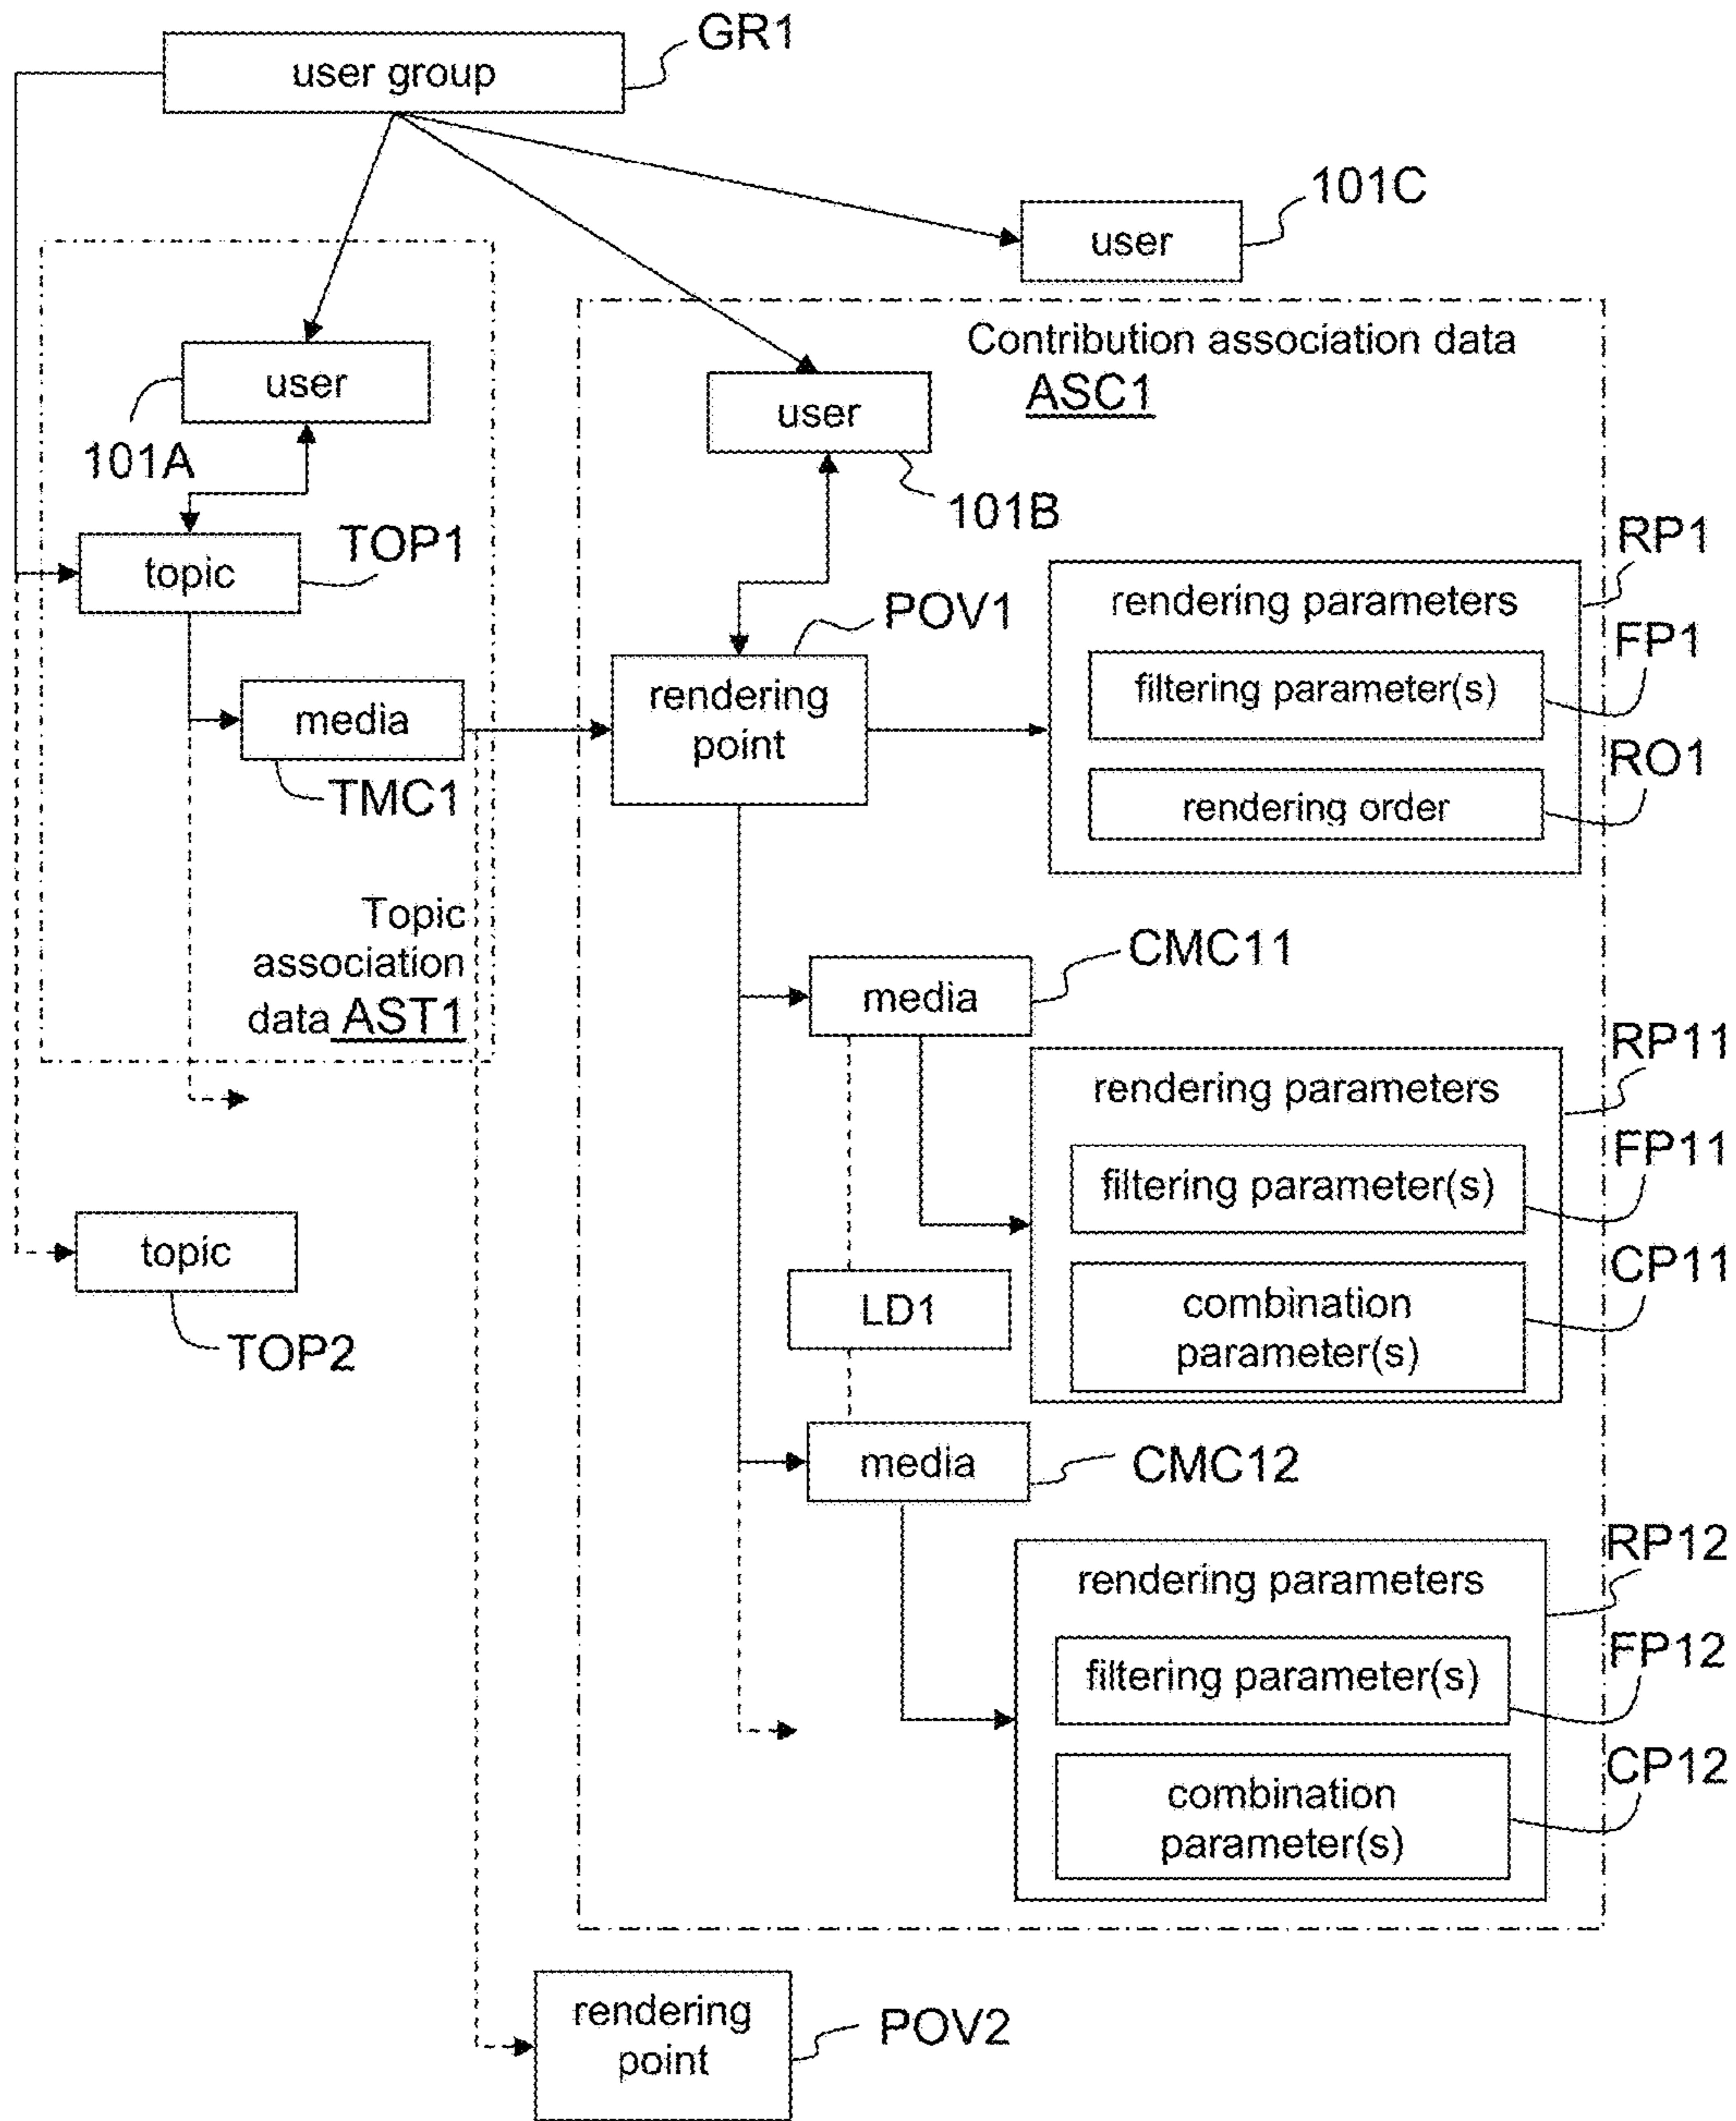 GR1
user group
101C
user
Contribution association data
ASC1
user
101A
user
101B
topic
TOP1
RP1
rendering parameters
POV1
FP1
filtering parameter(s)
rendering
point
media
TMC1
RO1
rendering order
Topic
association
data AST1
CMC11
media
RP11
rendering parameters
FP11
filtering parameter(s)
topic
TOP2
CP11
combination
parameter(s)
LD1
media
CMC12
RP12
rendering parameters
FP12
filtering parameter(s)
CP12
combination
parameter(s)
rendering
point
POV2